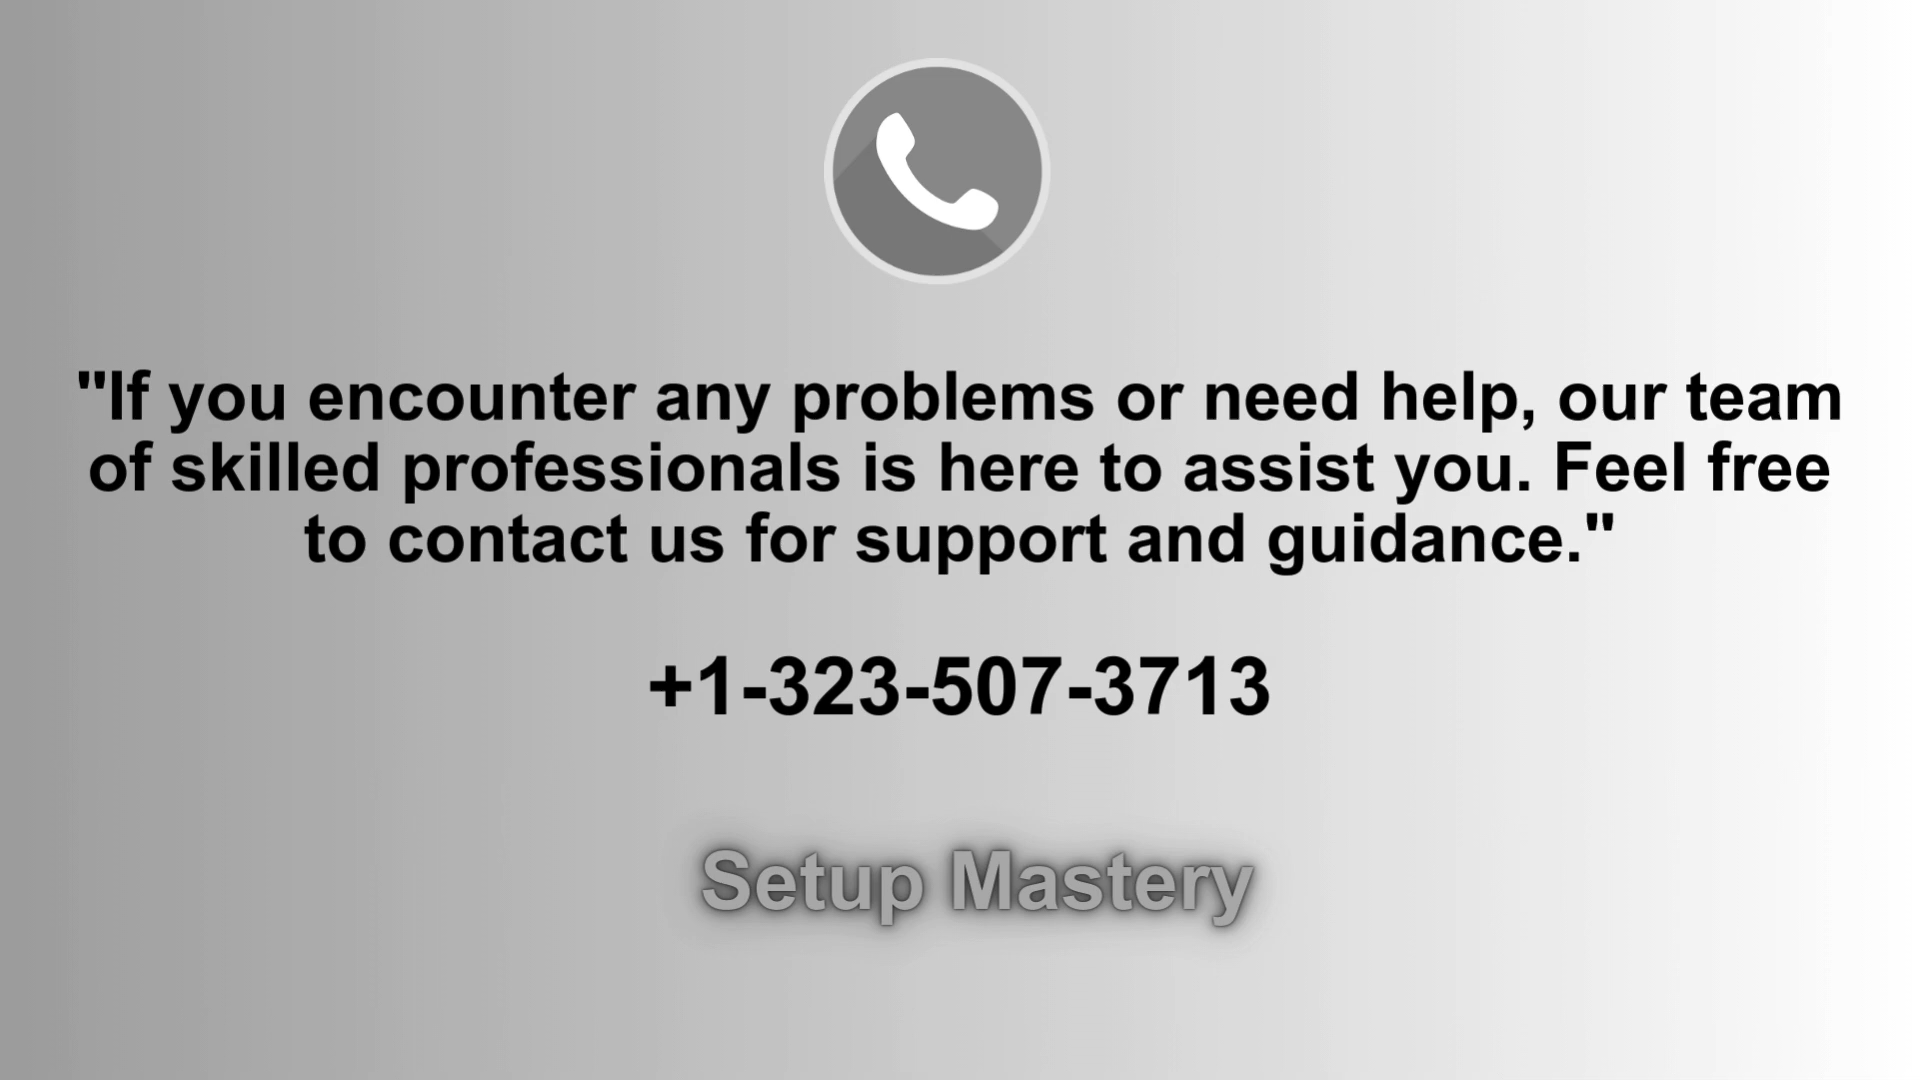 "If you encounter any problems or need help, our team
of skilled professionals is here to assist you. Feel free
to contact us for support and guidance."
+1-323-507-3713
Setup Mastery